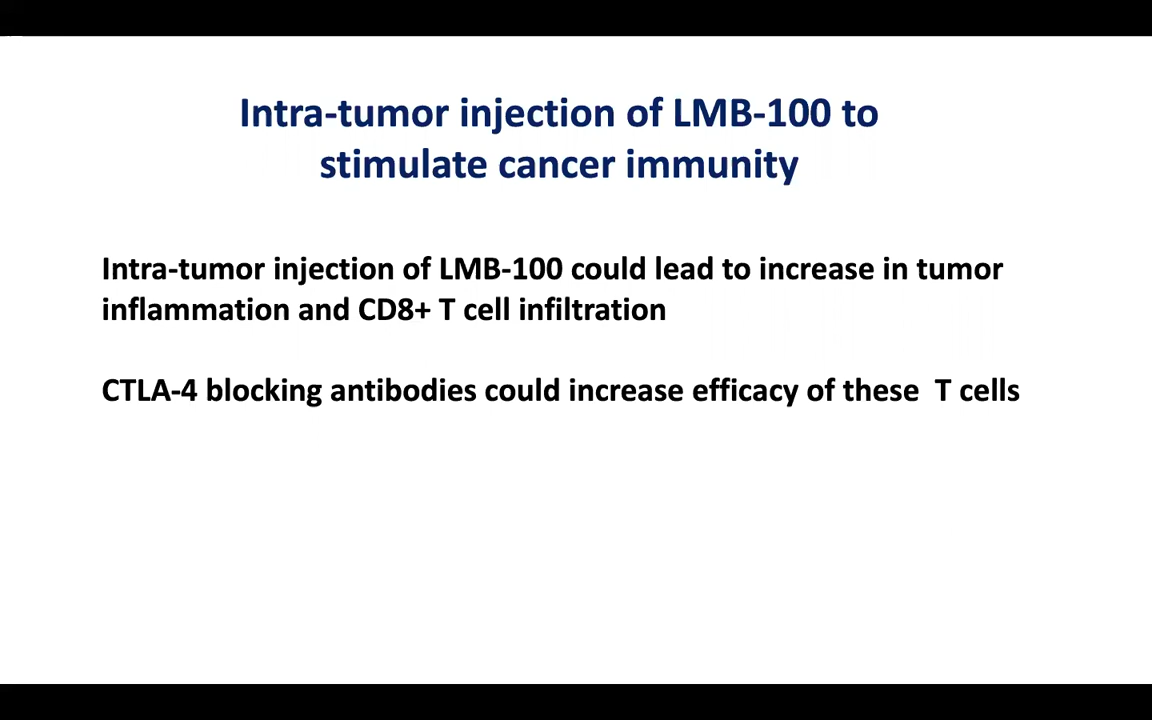 Intra-tumor injection of LMB-100 to
stimulate cancer immunity
Intra-tumor injection of LMB-100 could lead to increase in tumor
inflammation and CD8+ T cell infiltration
CTLA-4 blocking antibodies could increase efficacy of these  T cells